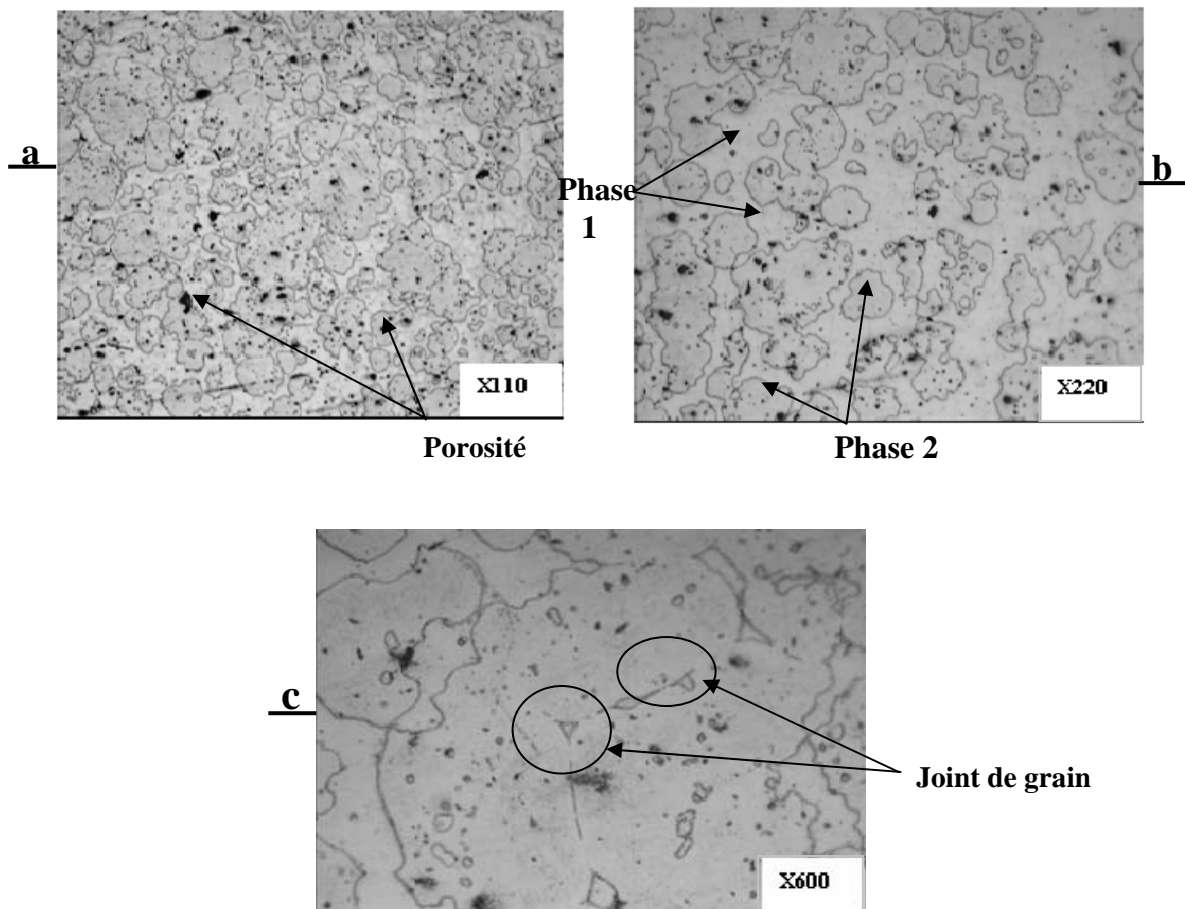 a
X110
Porosité
Phase
1
b
X220
Phase 2
c
X600
Joint de grain